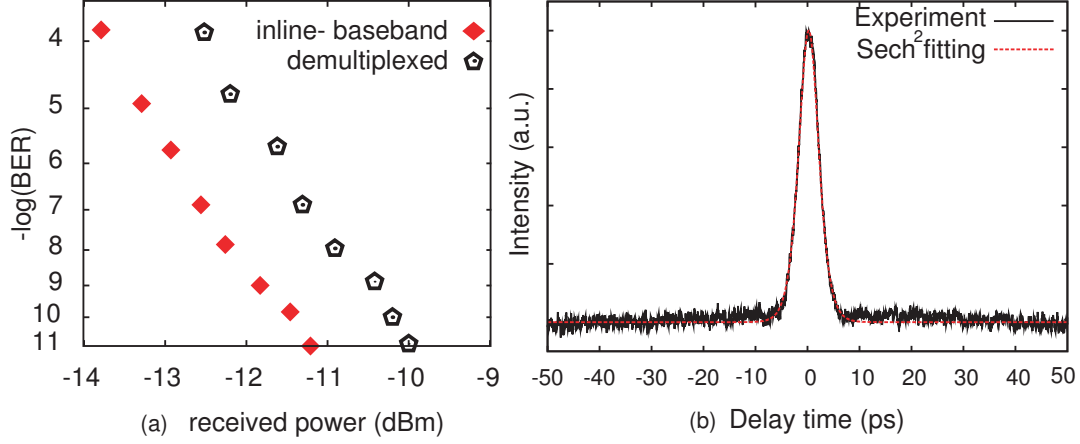 inline- baseband
demultiplexed
4
5
6
7
8
9
10
11
-log(BER)
-14 -13 -12 -11 -10 -9
(a) received power (dBm)
Experiment
Sech2 fitting
Intensity (a.u.)
-50 -40 -30 -20 -10 0 10 20 30 40 50
(b) Delay time (ps)